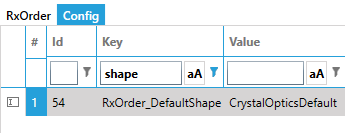 RxOrder Config
# Id Key Value
shape aA aA
1 54 RxOrder_DefaultShape CrystalOpticsDefault